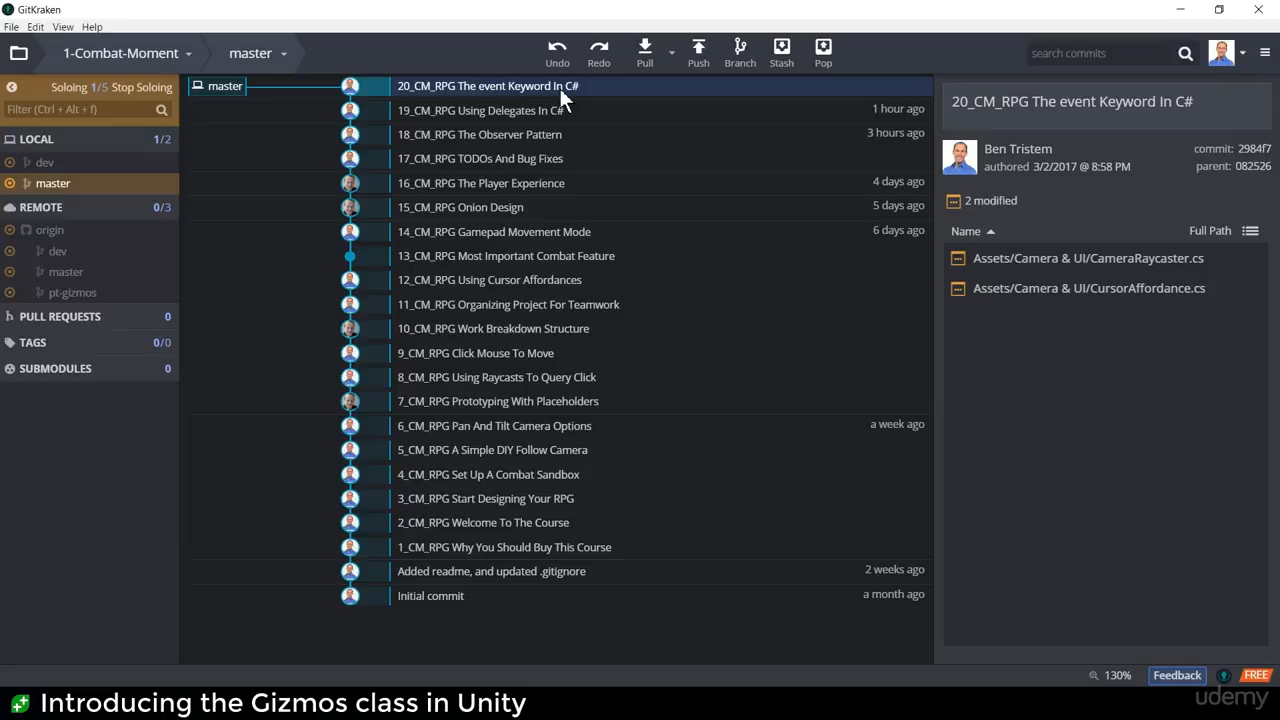 GitKraken
File Edit View Help
1-Combat-Moment master
Undo Redo Pull Push Branch Stash Pop
search commits
Soloing 1/5 Stop Soloing
Filter (Ctrl + Alt + f)
LOCAL 1/2
dev
master
REMOTE 0/3
origin
dev
master
pt-gizmos
PULL REQUESTS 0
TAGS 0/0
SUBMODULES 0
master 20_CM_RPG The event Keyword In C#
19_CM_RPG Using Delegates In C# 1 hour ago
18_CM_RPG The Observer Pattern 3 hours ago
17_CM_RPG TODOs And Bug Fixes
16_CM_RPG The Player Experience 4 days ago
15_CM_RPG Onion Design 5 days ago
14_CM_RPG Gamepad Movement Mode 6 days ago
13_CM_RPG Most Important Combat Feature
12_CM_RPG Using Cursor Affordances
11_CM_RPG Organizing Project For Teamwork
10_CM_RPG Work Breakdown Structure
9_CM_RPG Click Mouse To Move
8_CM_RPG Using Raycasts To Query Click
7_CM_RPG Prototyping With Placeholders
6_CM_RPG Pan And Tilt Camera Options a week ago
5_CM_RPG A Simple DIY Follow Camera
4_CM_RPG Set Up A Combat Sandbox
3_CM_RPG Start Designing Your RPG
2_CM_RPG Welcome To The Course
1_CM_RPG Why You Should Buy This Course
Added readme, and updated .gitignore 2 weeks ago
Initial commit a month ago
20_CM_RPG The event Keyword In C#
Ben Tristem commit: 2984f7
authored 3/2/2017 @ 8:58 PM parent: 082526
2 modified
Name Full Path
Assets/Camera & UI/CameraRaycaster.cs
Assets/Camera & UI/CursorAffordance.cs
130% Feedback FREE
Introducing the Gizmos class in Unity
udemy